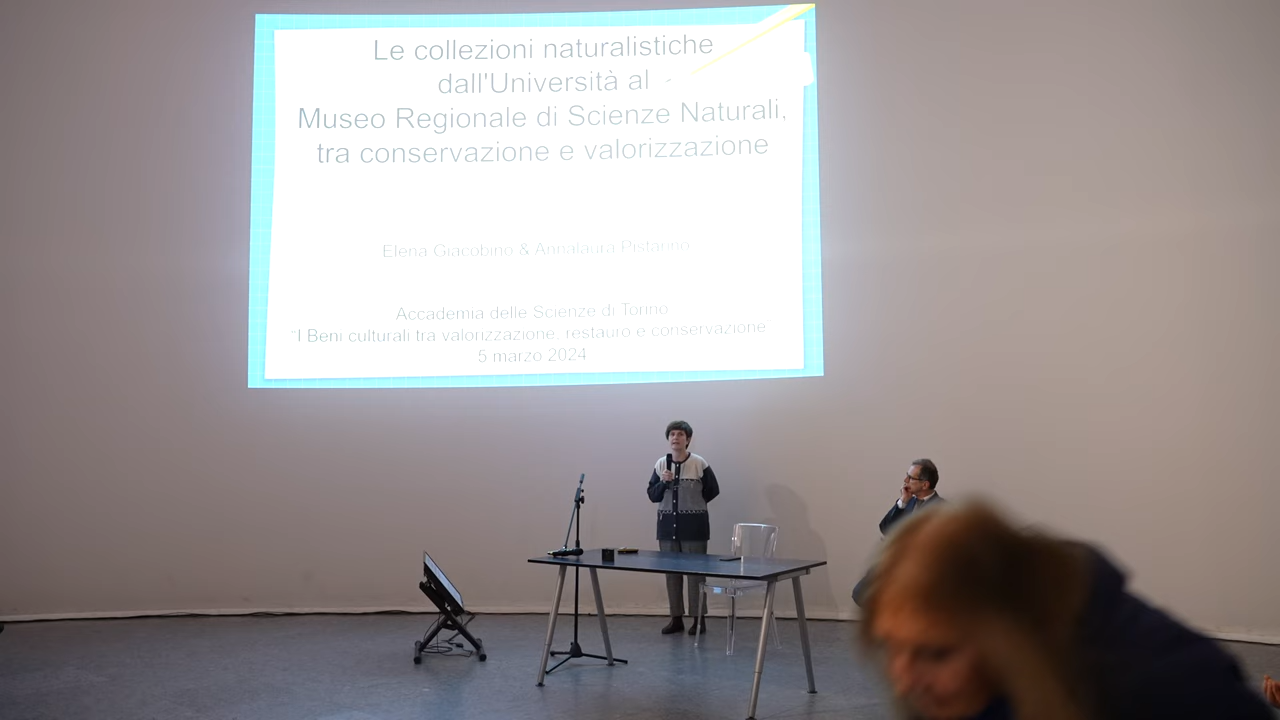 Le collezioni naturalistiche
dall'Università al
Museo Regionale di Scienze Naturali,
tra conservazione e valorizzazione
Elena Giacobino & Annalaura Pistarino
Accademia delle Scienze di Torino
"I Beni culturali tra valorizzazione, restauro e conservazione"
5 marzo 2024